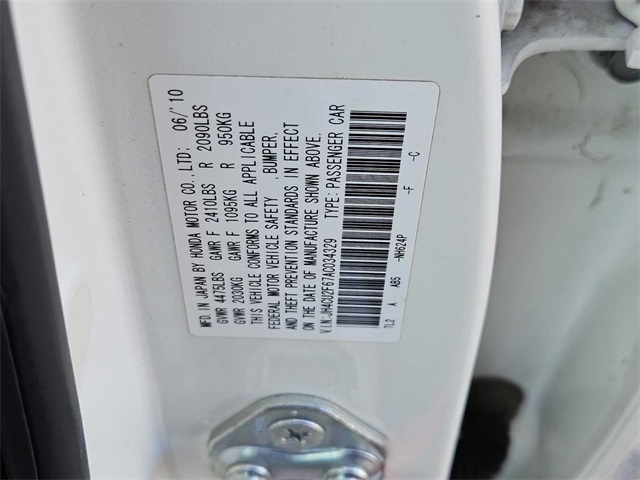 IN JAPAN BY HONDA MOTOR CO., LTD; 06/'10
GVWR 4475LBS GAWR F 2410LBS R 2090LBS
GVWR 2030KG GAWR F 1095KG R 950KG
THIS VEHICLE CONFORMS TO ALL APPLICABLE
FEDERAL MOTOR VEHICLE SAFETY ,BUMPER,
AND THEFT PREVENTION STANDARDS IN EFFECT
ON THE DATE OF MANUFACTURE SHOWN ABOVE.
V.I.N:JH4CU2F67AC034329 TYPE: PASSENGER CAR
TL2 A AB5 -NH624P -F -C